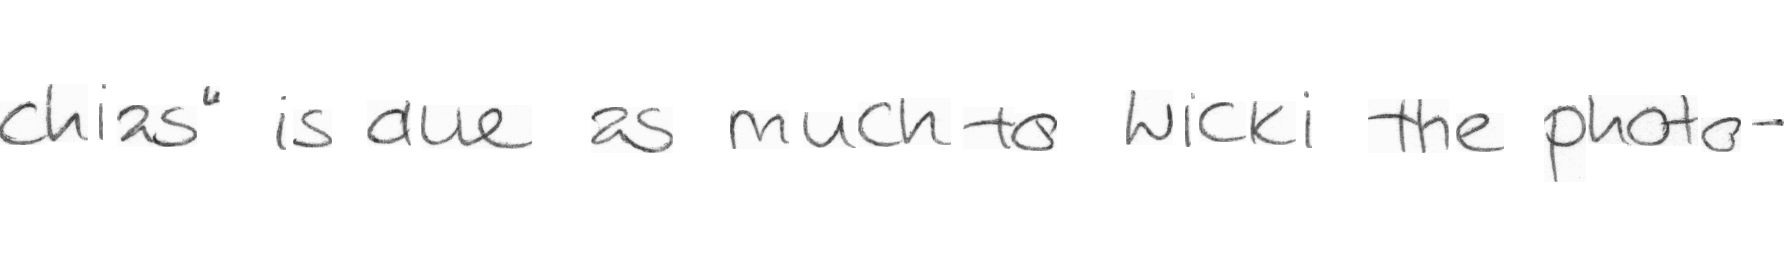 chias" is due as much to Wicki the photo-